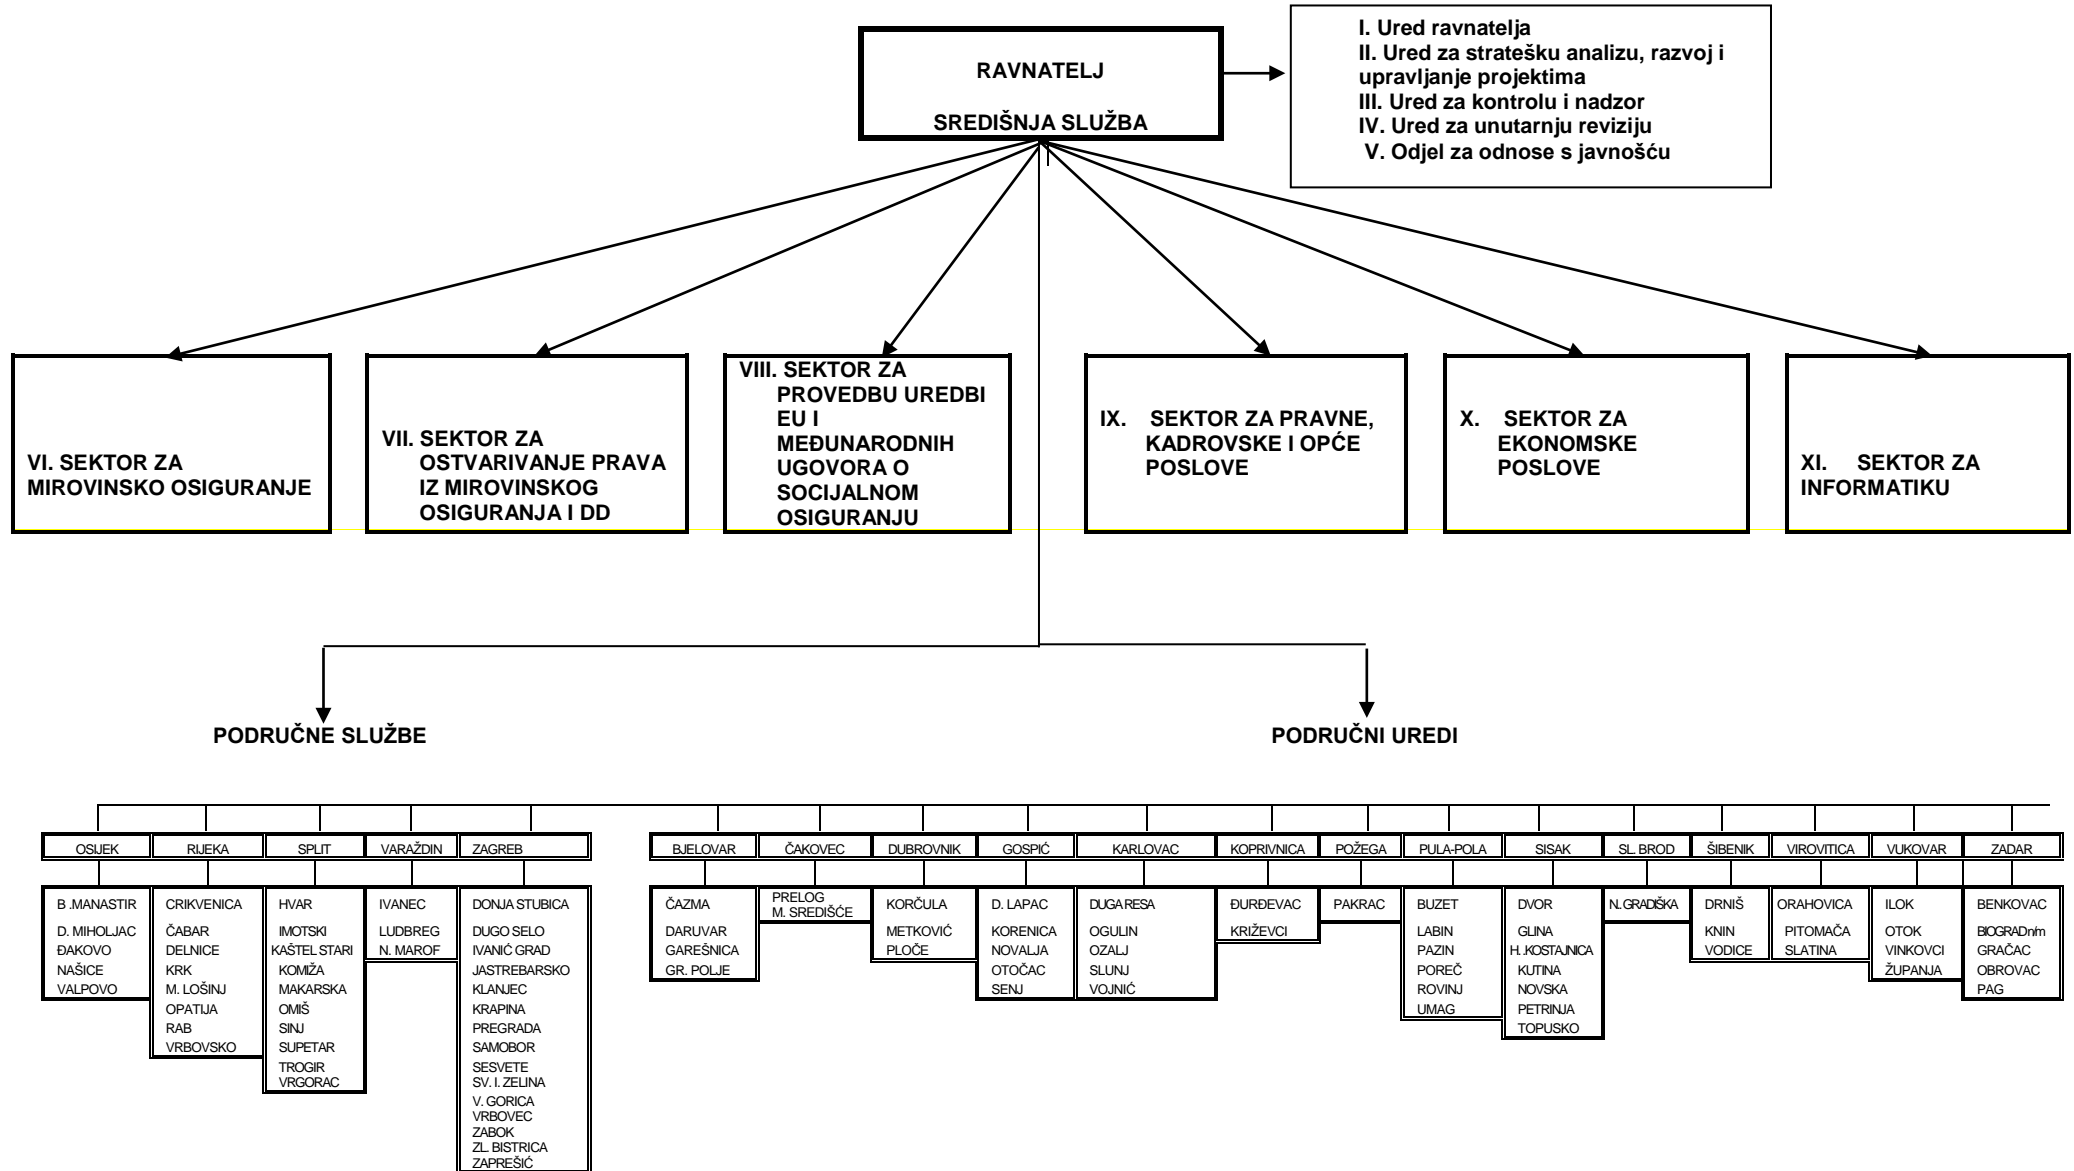 RAVNATELJ
SREDIŠNJA SLUŽBA
I. Ured ravnatelja
II. Ured za stratešku analizu, razvoj i
upravljanje projektima
III. Ured za kontrolu i nadzor
IV. Ured za unutarnju reviziju
V. Odjel za odnose s javnošću
VI. SEKTOR ZA
MIROVINSKO OSIGURANJE
VII. SEKTOR ZA
OSTVARIVANJE PRAVA
IZ MIROVINSKOG
OSIGURANJA I DD
VIII. SEKTOR ZA
PROVEDBU UREDBI
EU I
MEĐUNARODNIH
UGOVORA O
SOCIJALNOM
OSIGURANJU
IX. SEKTOR ZA PRAVNE,
KADROVSKE I OPĆE
POSLOVE
X. SEKTOR ZA
EKONOMSKE
POSLOVE
XI. SEKTOR ZA
INFORMATIKU
PODRUČNE SLUŽBE
PODRUČNI UREDI
OSIJEK
B .MANASTIR
D. MIHOLJAC
ĐAKOVO
NAŠICE
VALPOVO
RIJEKA
CRIKVENICA
ČABAR
DELNICE
KRK
M. LOŠINJ
OPATIJA
RAB
VRBOVSKO
SPLIT
HVAR
IMOTSKI
KAŠTEL STARI
KOMIŽA
MAKARSKA
OMIŠ
SINJ
SUPETAR
TROGIR
VRGORAC
VARAŽDIN
IVANEC
LUDBREG
N. MAROF
ZAGREB
DONJA STUBICA
DUGO SELO
IVANIĆ GRAD
JASTREBARSKO
KLANJEC
KRAPINA
PREGRADA
SAMOBOR
SESVETE
SV. I. ZELINA
V. GORICA
VRBOVEC
ZABOK
ZL. BISTRICA
ZAPREŠIĆ
BJELOVAR
ČAZMA
DARUVAR
GAREŠNICA
GR. POLJE
ČAKOVEC
PRELOG
M. SREDIŠĆE
DUBROVNIK
KORČULA
METKOVIĆ
PLOČE
GOSPIĆ
D. LAPAC
KORENICA
NOVALJA
OTOČAC
SENJ
KARLOVAC
DUGA RESA
OGULIN
OZALJ
SLUNJ
VOJNIĆ
KOPRIVNICA
ĐURĐEVAC
KRIŽEVCI
POŽEGA
PAKRAC
PULA-POLA
BUZET
LABIN
PAZIN
POREČ
ROVINJ
UMAG
SISAK
DVOR
GLINA
H. KOSTAJNICA
KUTINA
NOVSKA
PETRINJA
TOPUSKO
SL. BROD
N. GRADIŠKA
ŠIBENIK
DRNIŠ
KNIN
VODICE
VIROVITICA
ORAHOVICA
PITOMAČA
SLATINA
VUKOVAR
ILOK
OTOK
VINKOVCI
ŽUPANJA
ZADAR
BENKOVAC
BIOGRAD n/m
GRAČAC
OBROVAC
PAG